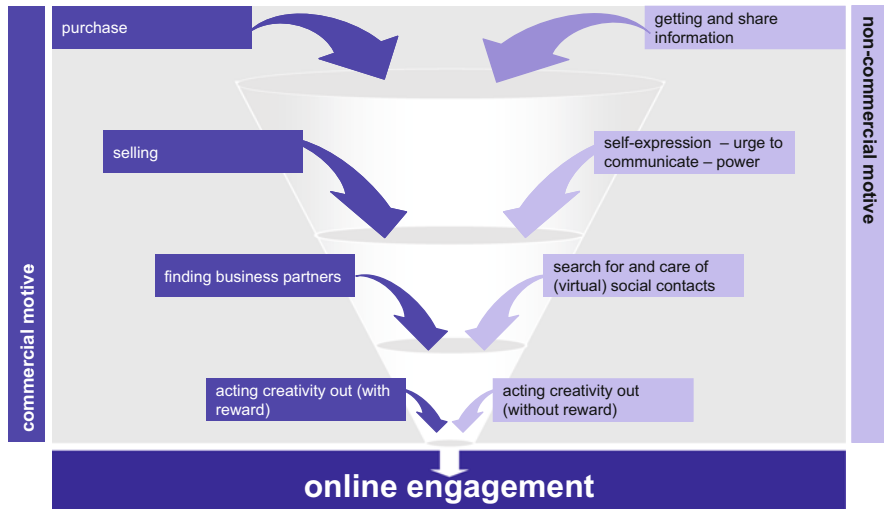 purchase
getting and share
information
selling
self-expression – urge to
communicate – power
finding business partners
search for and care of
(virtual) social contacts
acting creativity out (with
reward)
acting creativity out
(without reward)
commercial motive
non-commercial motive
online engagement